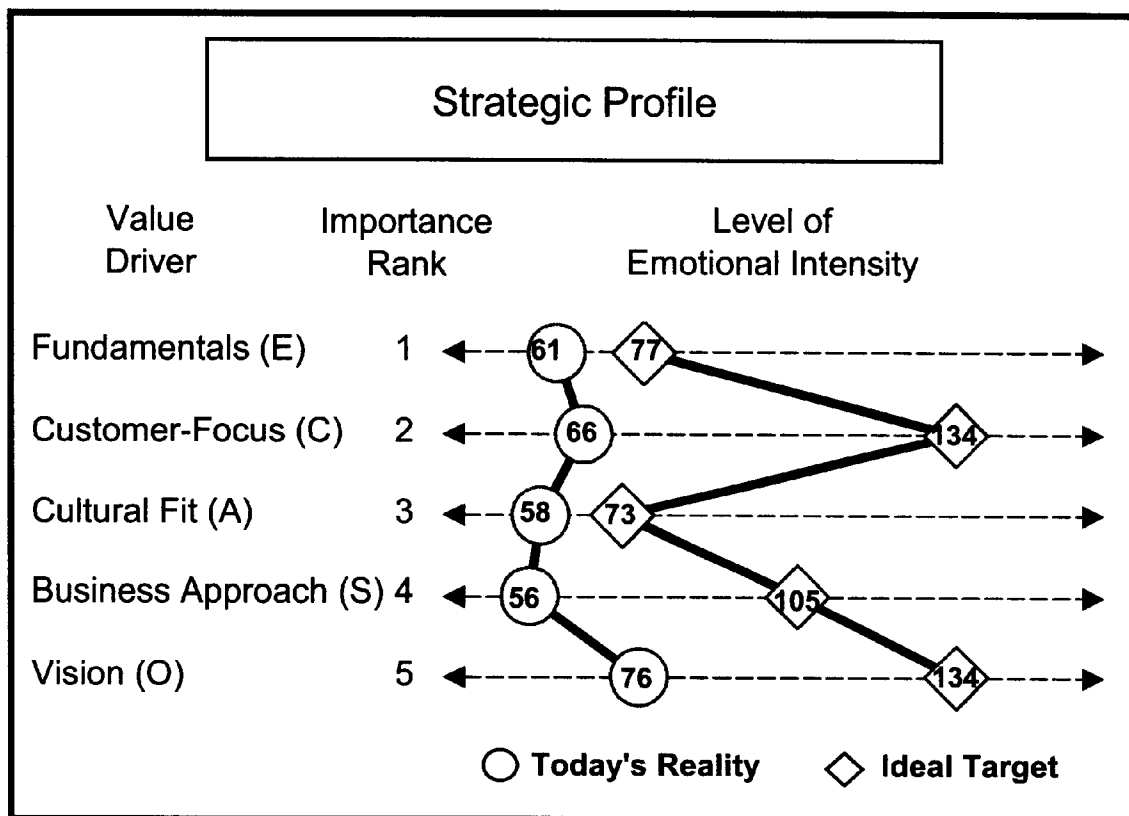 Strategic Profile
Value Driver
Importance Rank
Level of Emotional Intensity
Fundamentals (E) 1 61 77
Customer-Focus (C) 2 66 134
Cultural Fit (A) 3 58 73
Business Approach (S) 4 56 105
Vision (O) 5 76 134
Today's Reality Ideal Target